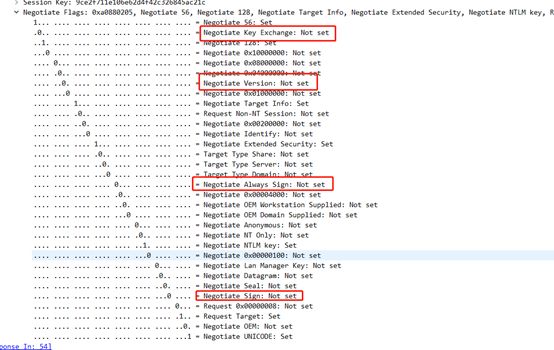 > Session Key: 9ce2f711e106e62d4f42c326845ac21c
Negotiate Flags: 0xa0880205, Negotiate 56, Negotiate 128, Negotiate Target Info, Negotiate Extended Security, Negotiate NTLM key, R
1... .... .... .... .... .... .... .... = Negotiate 56: Set
.0.. .... .... .... .... .... .... .... = Negotiate Key Exchange: Not set
..1. .... .... .... .... .... .... .... = Negotiate 128: Set
...0 .... .... .... .... .... .... .... = Negotiate 0x10000000: Not set
.... 0... .... .... .... .... .... .... = Negotiate 0x08000000: Not set
.... .0.. .... .... .... .... .... .... = Negotiate 0x04000000: Not set
.... ..0. .... .... .... .... .... .... = Negotiate Version: Not set
.... ...0 .... .... .... .... .... .... = Negotiate 0x01000000: Not set
.... .... 1... .... .... .... .... .... = Negotiate Target Info: Set
.... .... .0.. .... .... .... .... .... = Request Non-NT Session: Not set
.... .... ..0. .... .... .... .... .... = Negotiate 0x00200000: Not set
.... .... ...0 .... .... .... .... .... = Negotiate Identify: Not set
.... .... .... 1... .... .... .... .... = Negotiate Extended Security: Set
.... .... .... .0.. .... .... .... .... = Target Type Share: Not set
.... .... .... ..0. .... .... .... .... = Target Type Server: Not set
.... .... .... ...0 .... .... .... .... = Target Type Domain: Not set
.... .... .... .... 0... .... .... .... = Negotiate Always Sign: Not set
.... .... .... .... .0.. .... .... .... = Negotiate 0x00004000: Not set
.... .... .... .... ..0. .... .... .... = Negotiate OEM Workstation Supplied: Not set
.... .... .... .... ...0 .... .... .... = Negotiate OEM Domain Supplied: Not set
.... .... .... .... .... 0... .... .... = Negotiate Anonymous: Not set
.... .... .... .... .... .0.. .... .... = Negotiate NT Only: Not set
.... .... .... .... .... ..1. .... .... = Negotiate NTLM key: Set
.... .... .... .... .... ...0 .... .... = Negotiate 0x00000100: Not set
.... .... .... .... .... .... 0... .... = Negotiate Lan Manager Key: Not set
.... .... .... .... .... .... .0.. .... = Negotiate Datagram: Not set
.... .... .... .... .... .... ..0. .... = Negotiate Seal: Not set
.... .... .... .... .... .... ...0 .... = Negotiate Sign: Not set
.... .... .... .... .... .... .... 0... = Request 0x00000008: Not set
.... .... .... .... .... .... .... .1.. = Request Target: Set
.... .... .... .... .... .... .... ..0. = Negotiate OEM: Not set
.... .... .... .... .... .... .... ...1 = Negotiate UNICODE: Set
ponse In: 54]